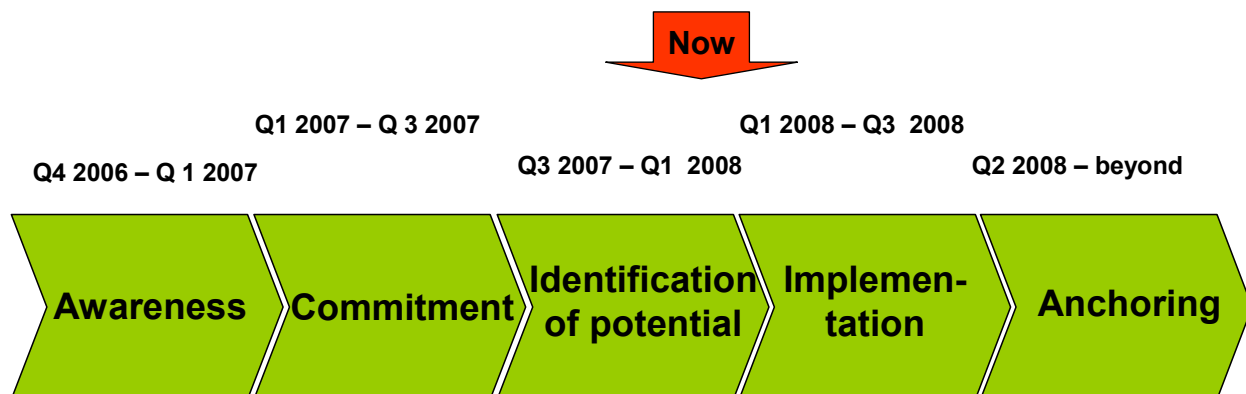 Now
Q1 2007 – Q 3 2007
Q1 2008 – Q3  2008
Q4 2006 – Q 1 2007
Q3 2007 – Q1  2008
Q2 2008 – beyond
Awareness
Commitment
Identification
of potential
Implemen-
tation
Anchoring